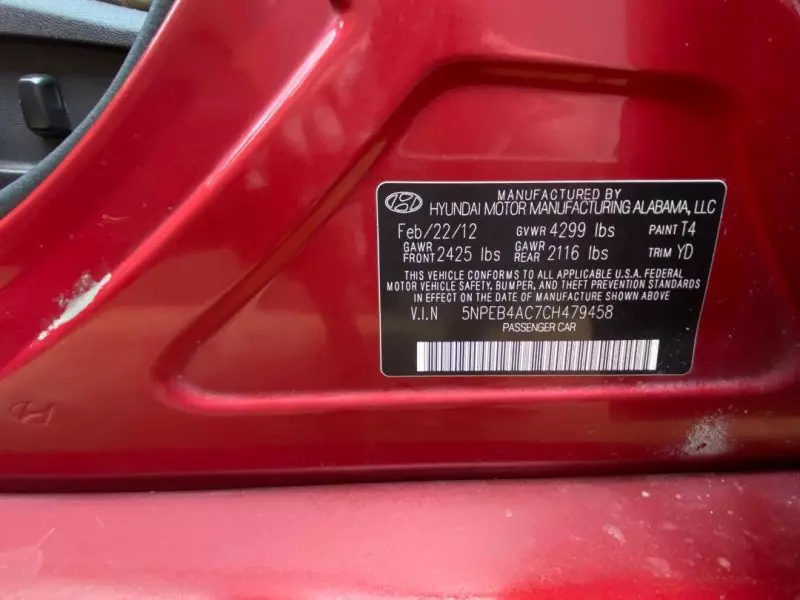 MANUFACTURED BY
HYUNDAI MOTOR MANUFACTURING ALABAMA, LLC
Feb/22/12 GVWR 4299 lbs PAINT T4
GAWR FRONT 2425 lbs GAWR REAR 2116 lbs TRIM YD
THIS VEHICLE CONFORMS TO ALL APPLICABLE U.S.A. FEDERAL
MOTOR VEHICLE SAFETY, BUMPER, AND THEFT PREVENTION STANDARDS
IN EFFECT ON THE DATE OF MANUFACTURE SHOWN ABOVE
V.I.N 5NPEB4AC7CH479458
PASSENGER CAR